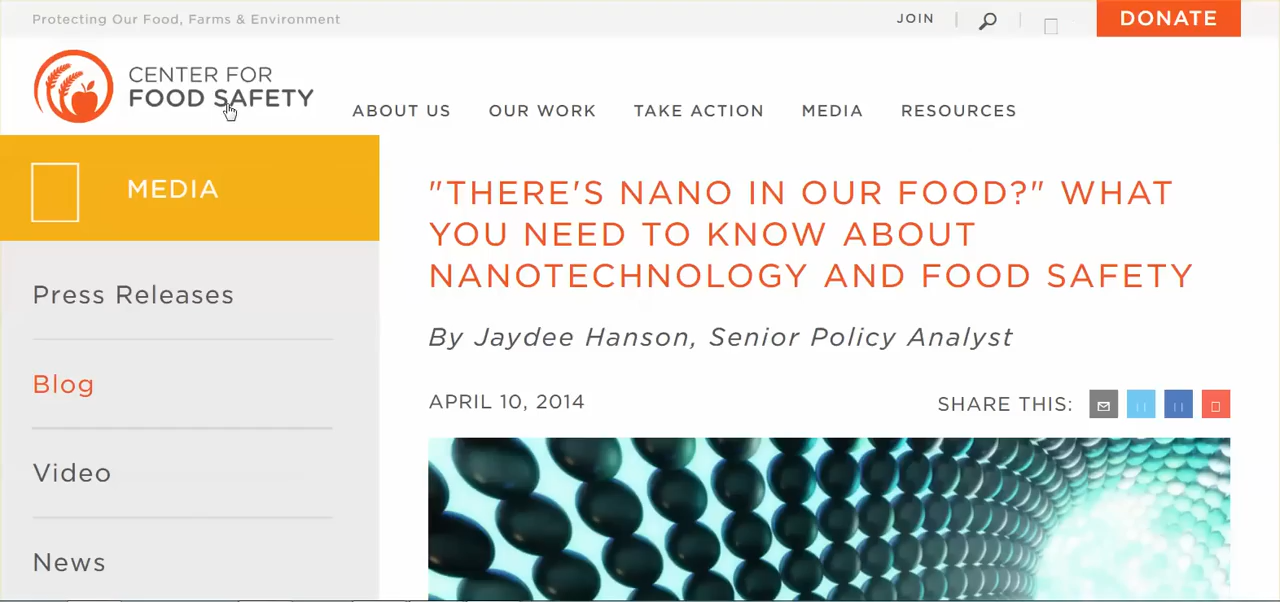 Protecting Our Food, Farms & Environment
JOIN
DONATE
CENTER FOR
FOOD SAFETY
ABOUT US
OUR WORK
TAKE ACTION
MEDIA
RESOURCES
MEDIA
Press Releases
Blog
Video
News
"THERE'S NANO IN OUR FOOD?" WHAT
YOU NEED TO KNOW ABOUT
NANOTECHNOLOGY AND FOOD SAFETY
By Jaydee Hanson, Senior Policy Analyst
APRIL 10, 2014
SHARE THIS: